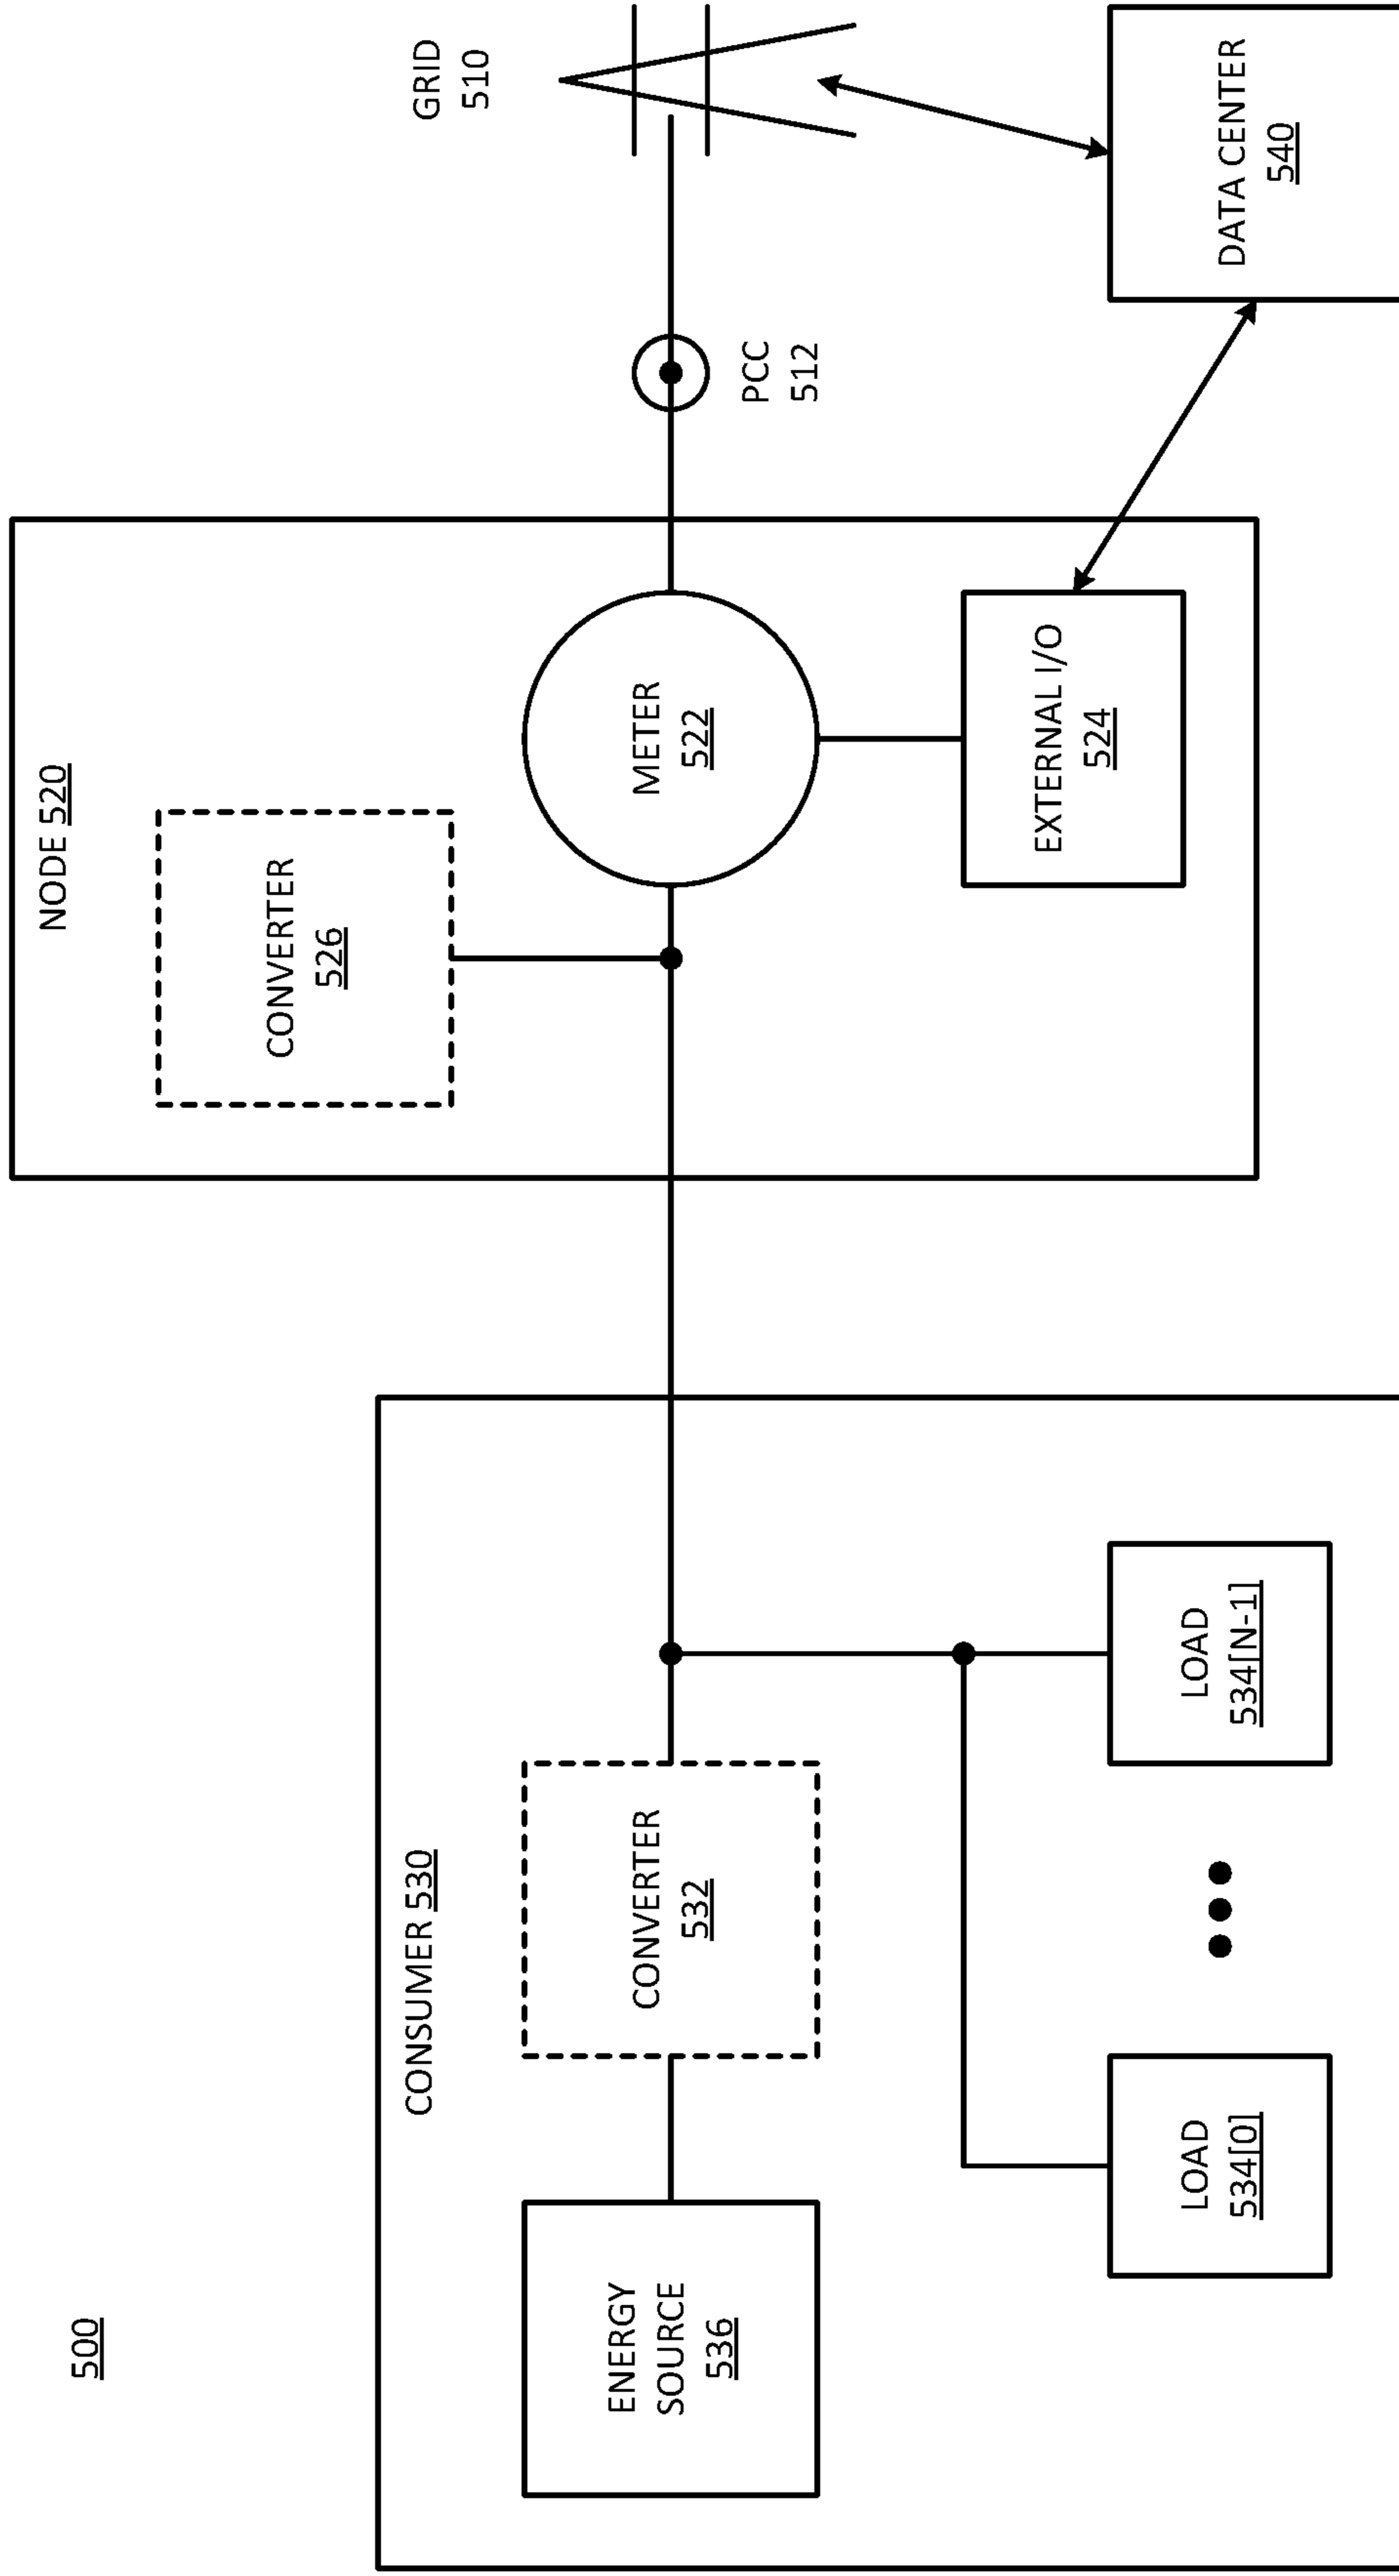 500
CONSUMER 530
ENERGY
SOURCE
536
CONVERTER
532
LOAD
534[0]
LOAD
534[N-1]
NODE 520
CONVERTER
526
METER
522
EXTERNAL I/O
524
PCC
512
GRID
510
DATA CENTER
540